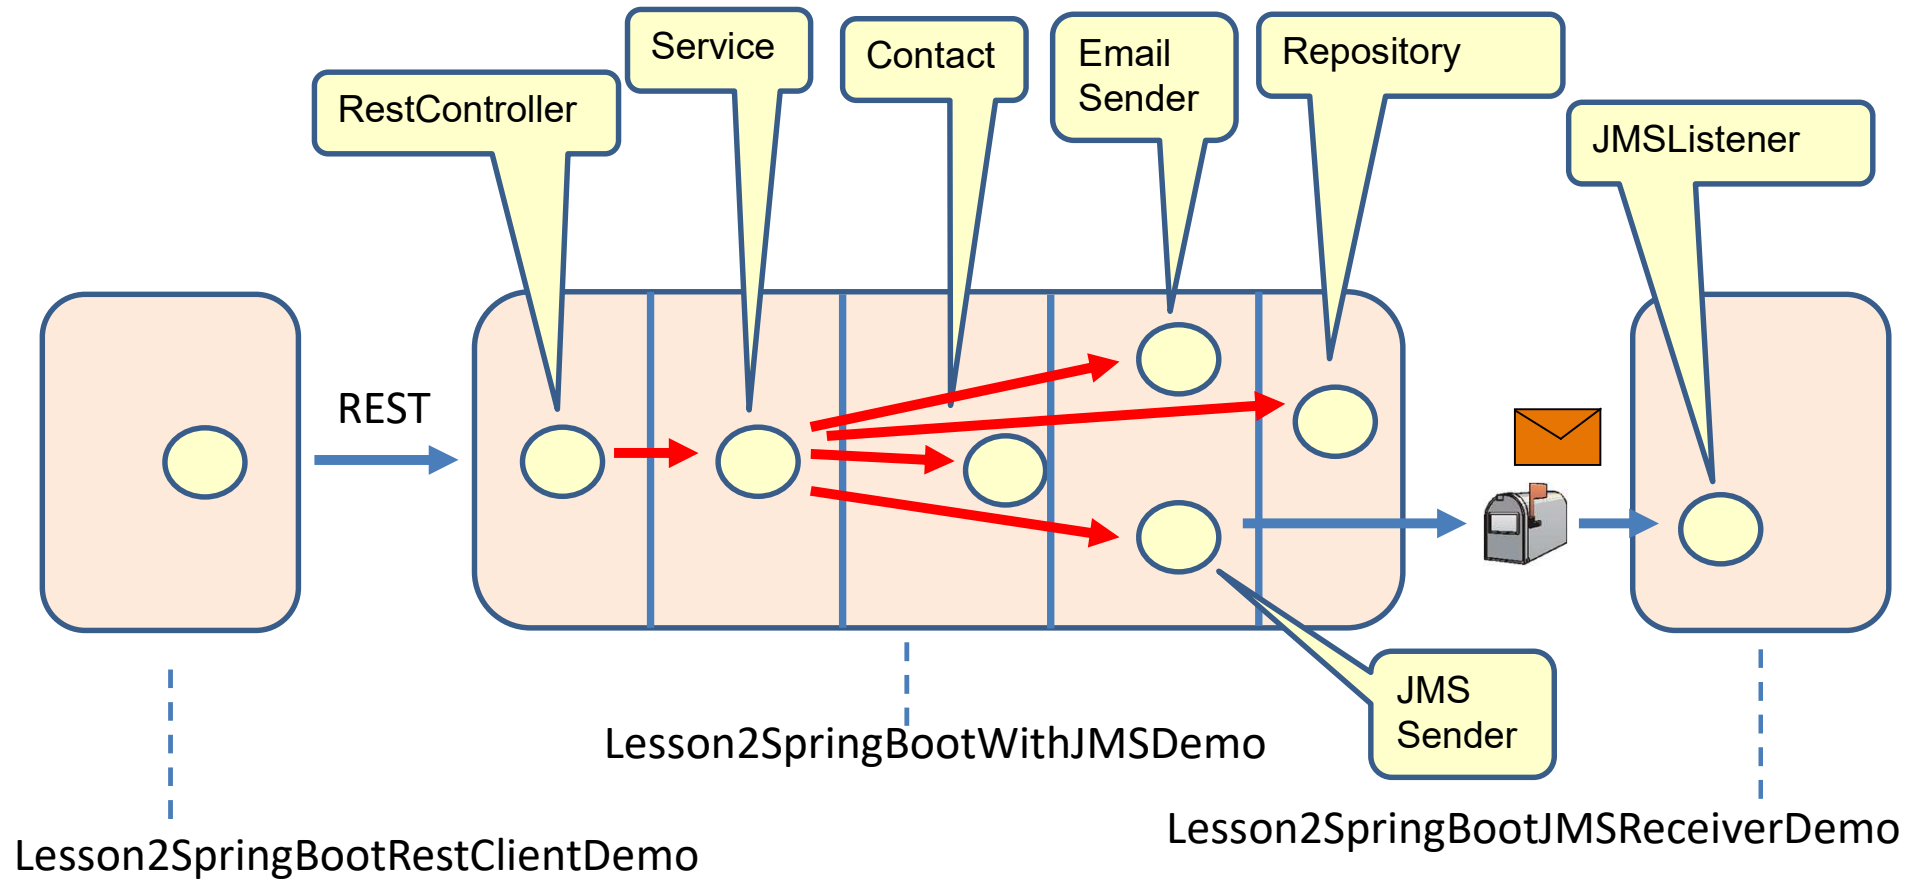 Service
Contact
Email
Sender
Repository
RestController
JMSListener
REST
JMS
Sender
Lesson2SpringBootWithJMSDemo
Lesson2SpringBootJMSReceiverDemo
Lesson2SpringBootRestClientDemo